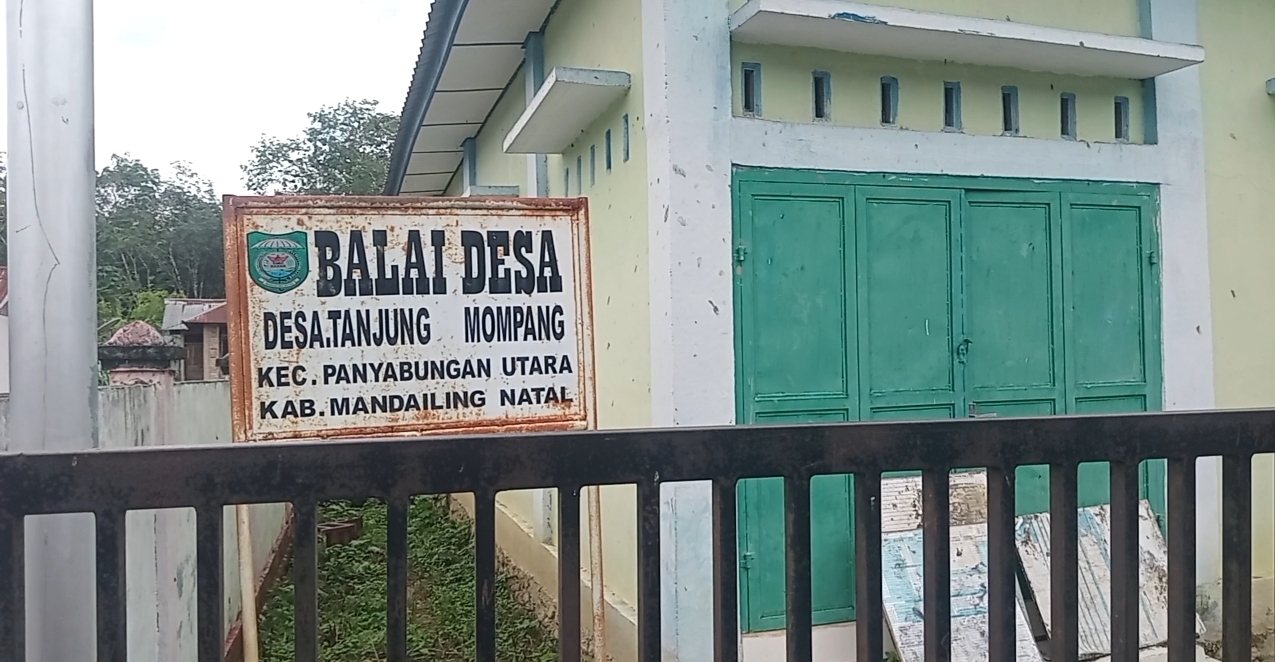 BALAI DESA
DESA.TANJUNG MOMPANG
KEC. PANYABUNGAN UTARA
KAB. MANDAILING NATAL